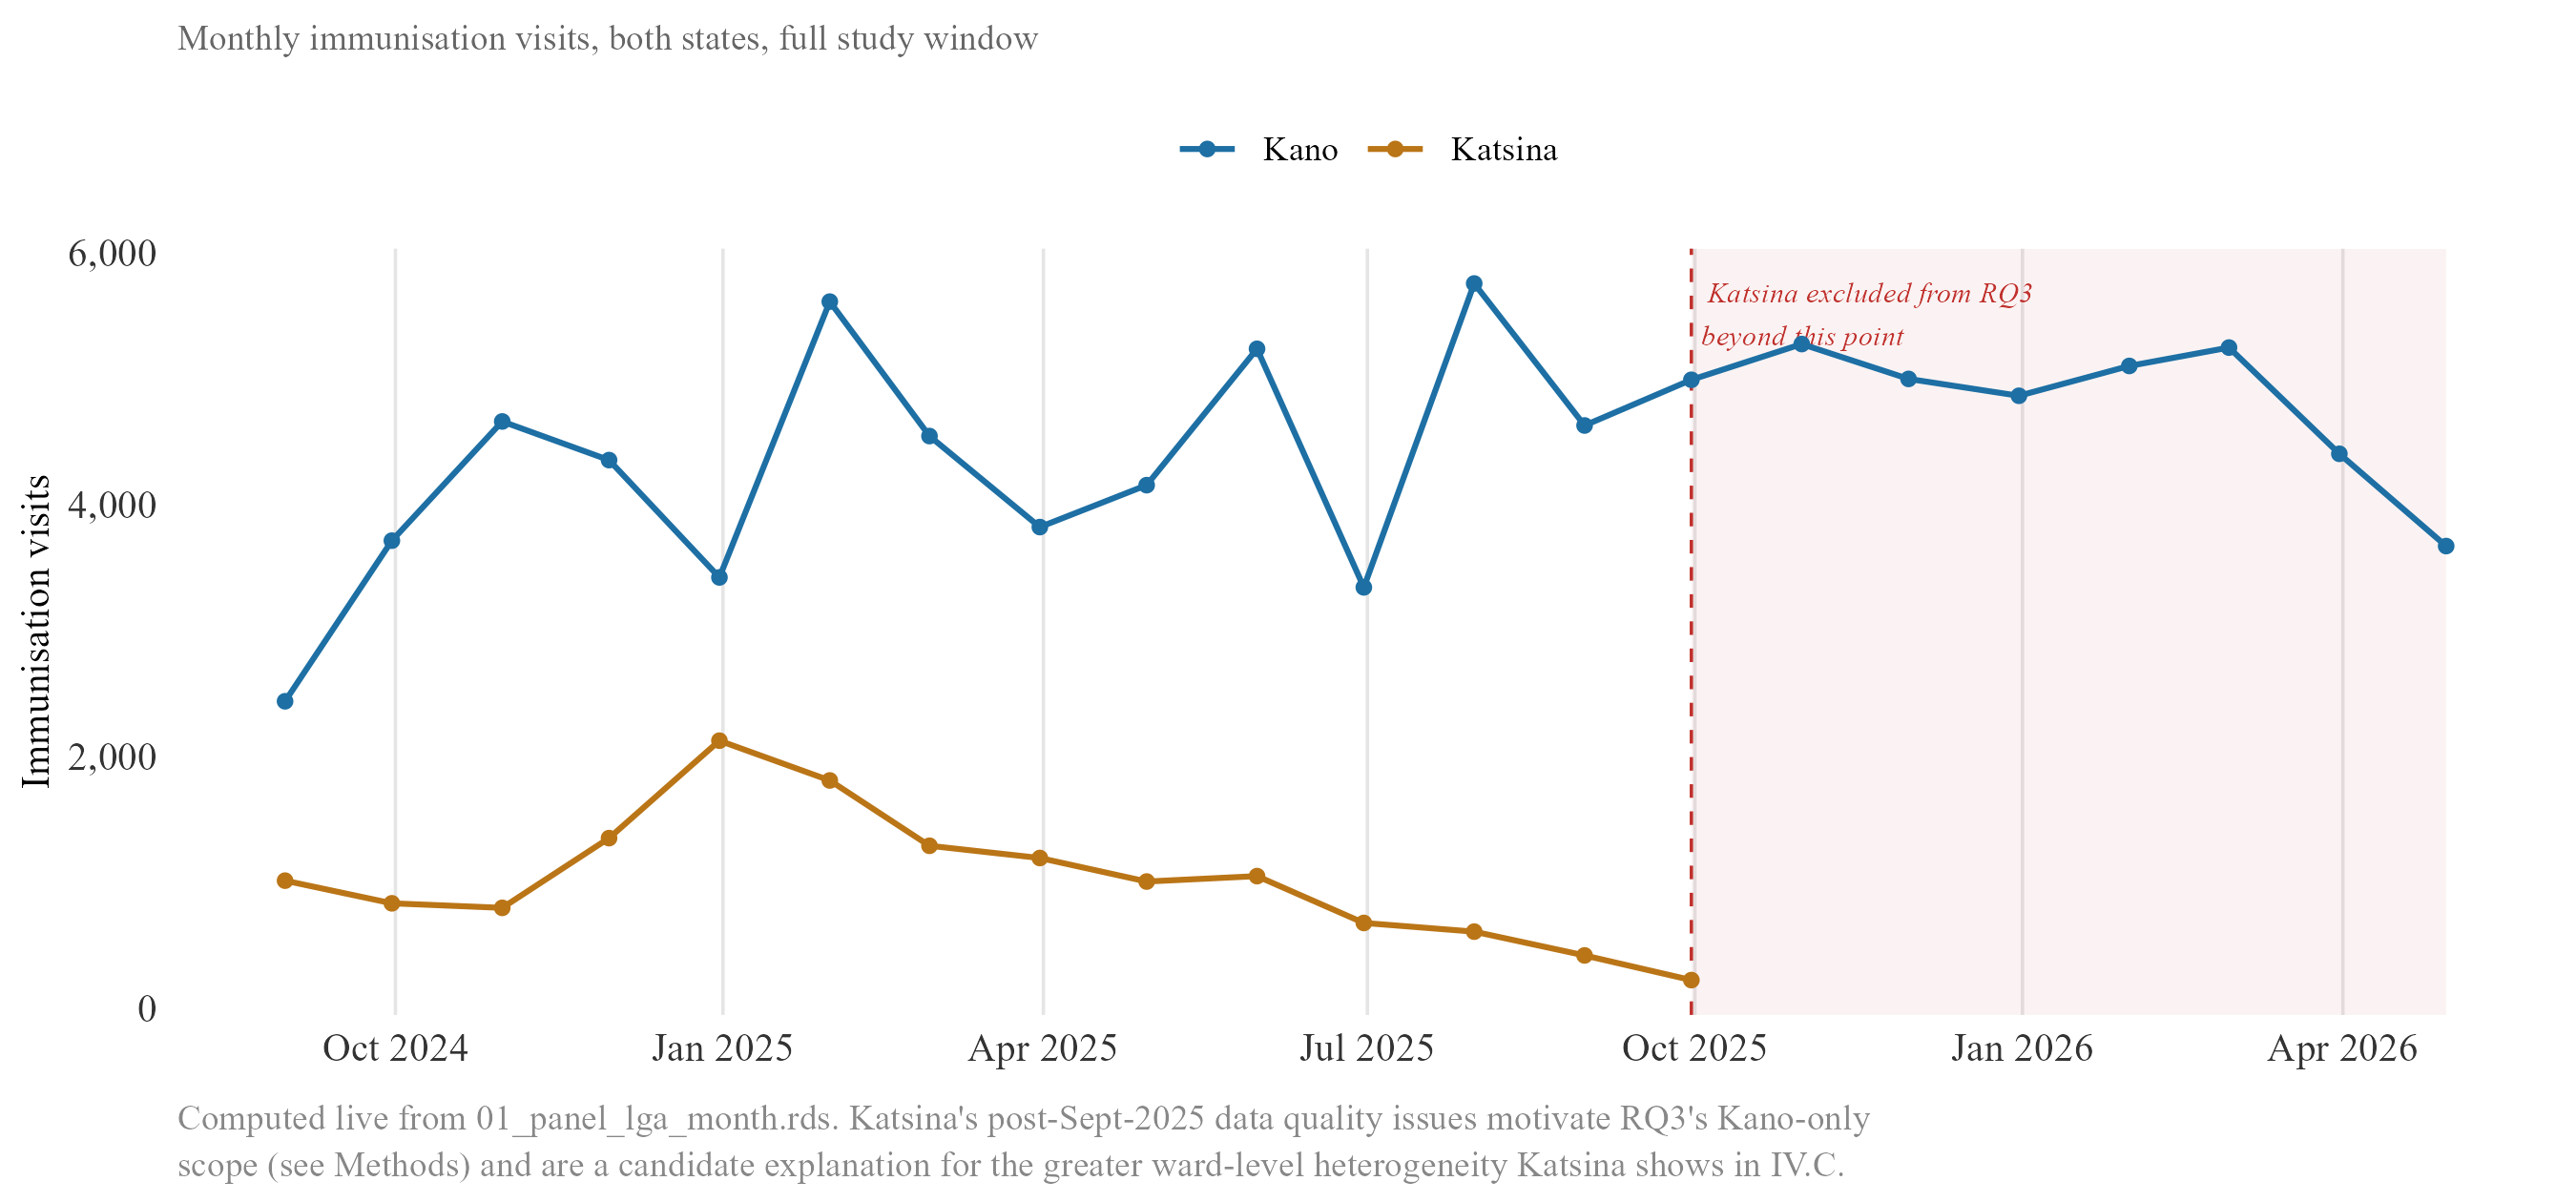 Monthly immunisation visits, both states, full study window
Kano
Katsina
6,000
4,000
2,000
0
Immunisation visits
Katsina excluded from RQ3
beyond this point
Oct 2024
Jan 2025
Apr 2025
Jul 2025
Oct 2025
Jan 2026
Apr 2026
Computed live from 01_panel_lga_month.rds. Katsina's post-Sept-2025 data quality issues motivate RQ3's Kano-only
scope (see Methods) and are a candidate explanation for the greater ward-level heterogeneity Katsina shows in IV.C.